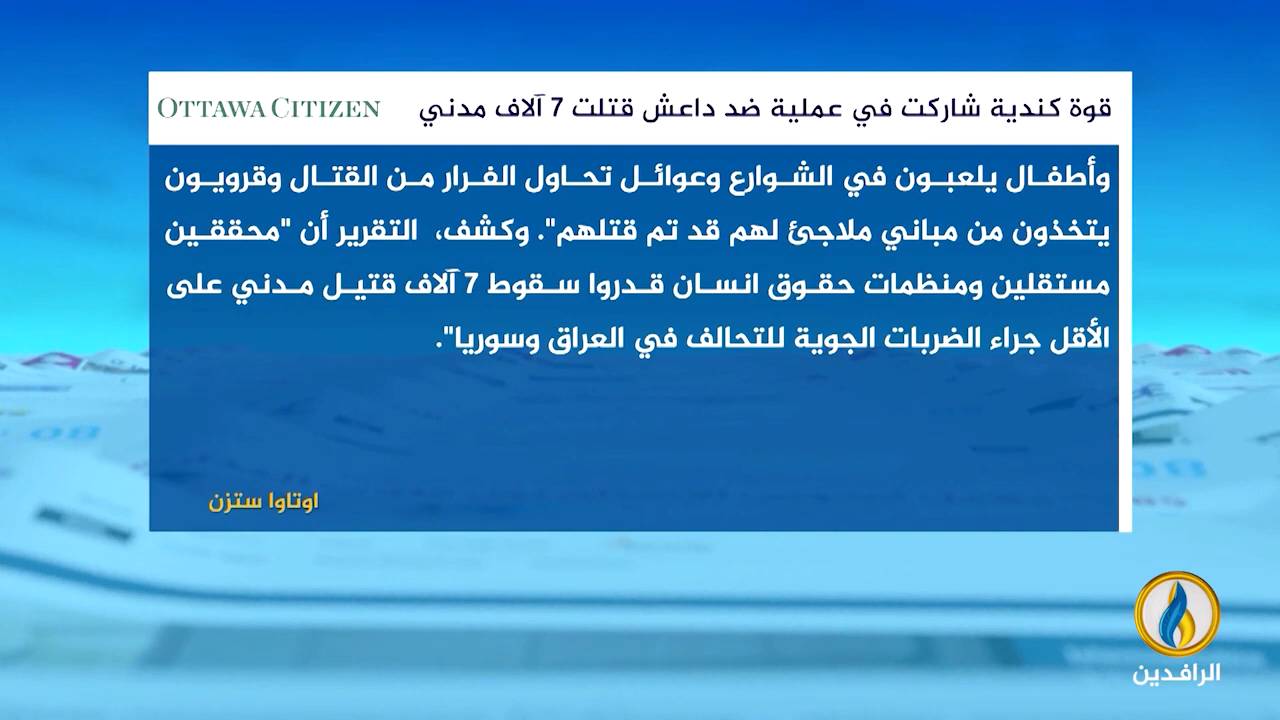 قوة كندية شاركت في عملية ضد داعش قتلت 7 آلاف مدني
OTTAWA CITIZEN
وأطفـال يلعبـون في الشـوارع وعوائـل تحـاول الفـرار مـن القتـال وقرويـون
يتخذون من مباني ملاجئ لهم قد تم قتلهم". وكشف، التقرير أن "محققـين
مستقلين ومنظمات حقـوق انسـان قـدروا سـقوط 7 آلاف قتيـل مـدني على
الأقل جراء الضربات الجوية للتحالف في العراق وسوريا".
اوتاوا ستزن
الرافـدين